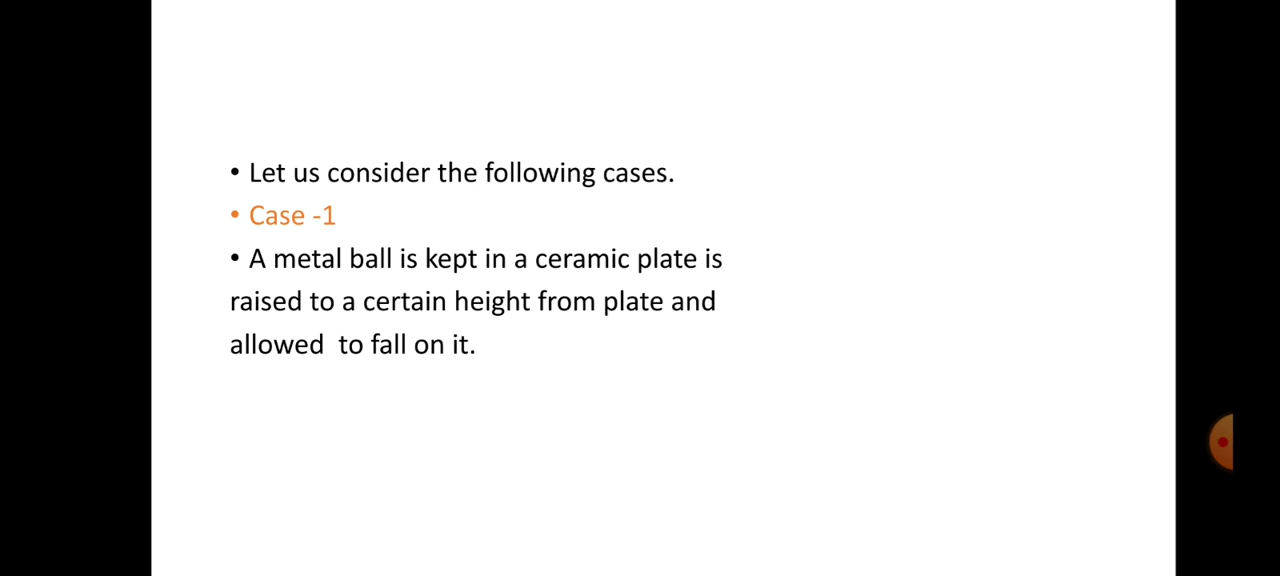 • Let us consider the following cases.
• Case -1
• A metal ball is kept in a ceramic plate is
raised to a certain height from plate and
allowed  to fall on it.